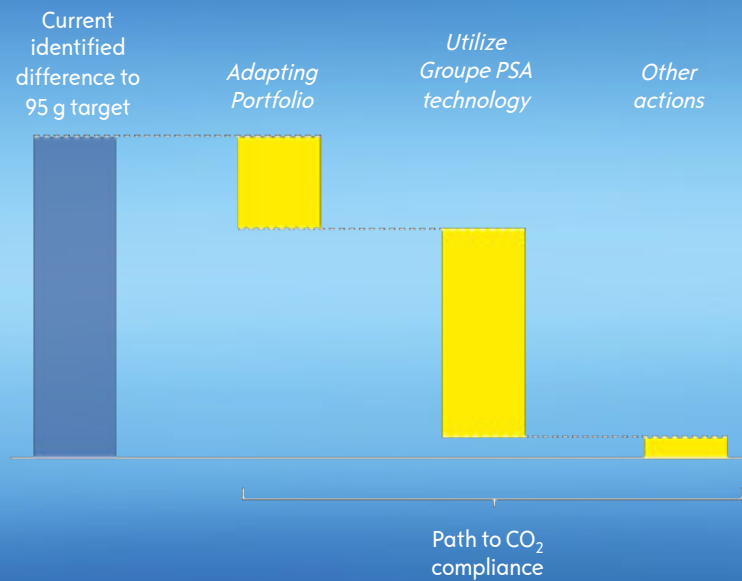 Current
identified
difference to
95 g target
Adapting
Portfolio
Utilize
Groupe PSA
technology
Other
actions
Path to CO₂
compliance